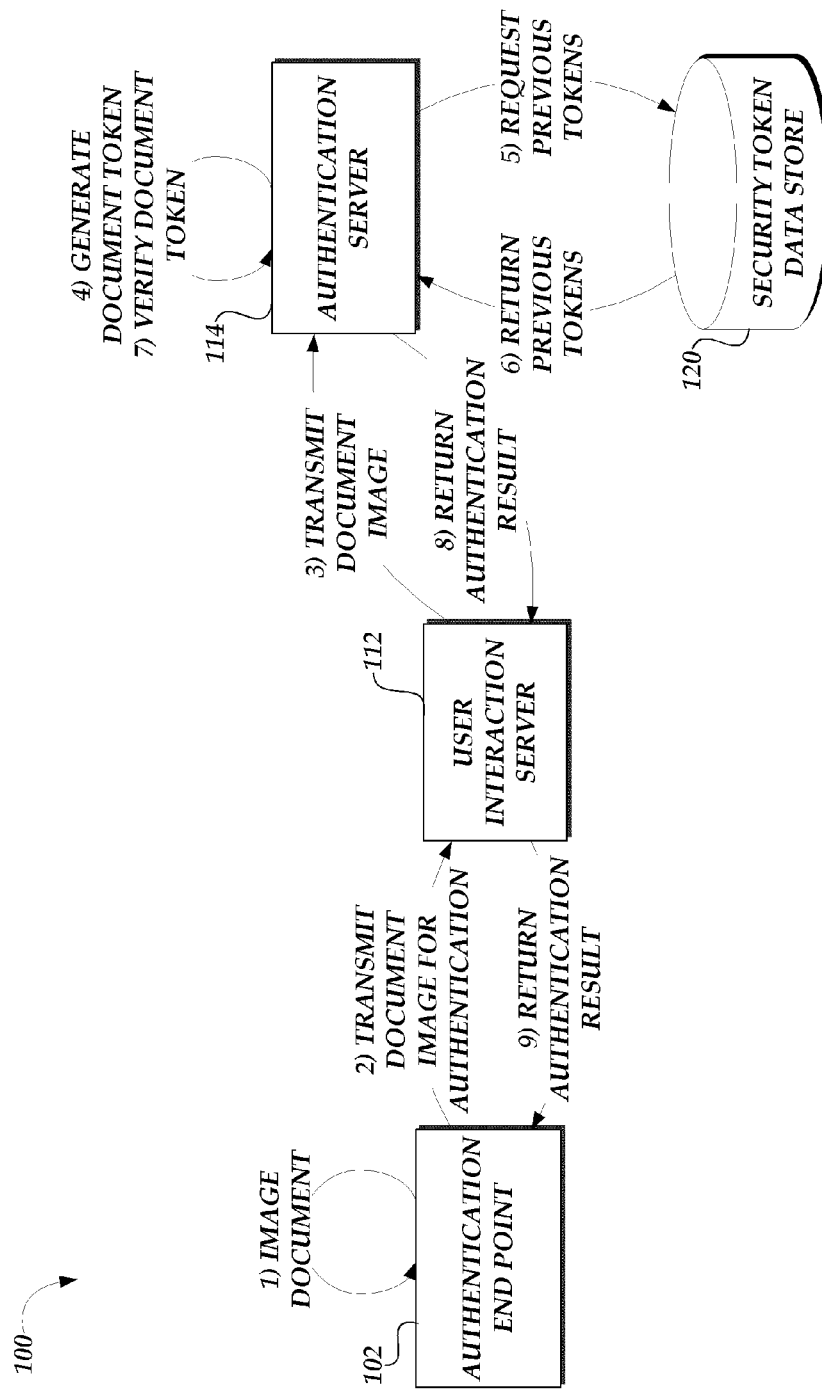 100
1) IMAGE
DOCUMENT
102
AUTHENTICATION
END POINT
2) TRANSMIT
DOCUMENT
IMAGE FOR
AUTHENTICATION
9) RETURN
AUTHENTICATION
RESULT
112
USER
INTERACTION
SERVER
3) TRANSMIT
DOCUMENT
IMAGE
8) RETURN
AUTHENTICATION
RESULT
4) GENERATE
DOCUMENT TOKEN
7) VERIFY DOCUMENT
TOKEN
114
AUTHENTICATION
SERVER
6) RETURN
PREVIOUS
TOKENS
5) REQUEST
PREVIOUS
TOKENS
120
SECURITY TOKEN
DATA STORE